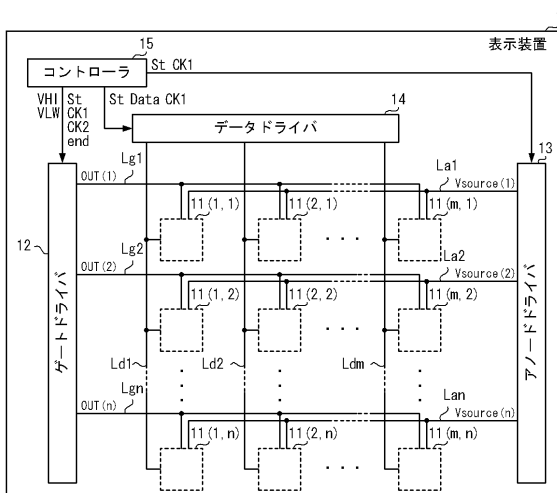 表示装置
15
コントローラ
St CK1
VHI St
VLW CK1
CK2
end
St Data CK1
14
データドライバ
13
Lg1
La1
OUT(1)
Vsource(1)
11(1, 1)
11(2, 1)
11(m, 1)
12
Lg2
La2
OUT(2)
Vsource(2)
11(1, 2)
11(2, 2)
11(m, 2)
ゲートドライバ
アノードドライバ
Ld1
Ld2
Ldm
Lgn
Lan
OUT(n)
Vsource(n)
11(1, n)
11(2, n)
11(m, n)